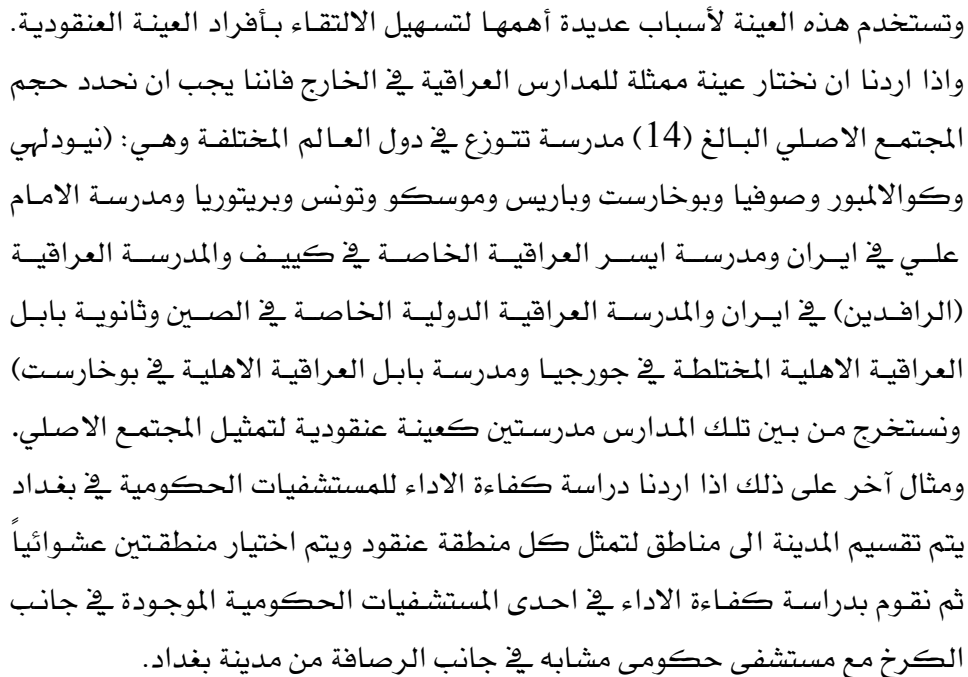 وتستخدم هذه العينة لأسباب عديدة أهمها لتسهيل الالتقاء بأفراد العينة العنقودية.
واذا اردنا ان نختار عينة ممثلة للمدارس العراقية في الخارج فاننا يجب ان نحدد حجم
المجتمع الاصلي البالغ (14) مدرسة تتوزع في دول العالم المختلفة وهي: (نيودلهي
وكوالالمبور وصوفيا وبوخارست وباريس وموسكو وتونس وبريتوريا ومدرسة الامام
علي في ايران ومدرسة ايسر العراقية الخاصة في كييف والمدرسة العراقية
(الرافدين) في ايران والمدرسة العراقية الدولية الخاصة في الصين وثانوية بابل
العراقية الاهلية المختلطة في جورجيا ومدرسة بابل العراقية الاهلية في بوخارست)
ونستخرج من بين تلك المدارس مدرستين كعينة عنقودية لتمثيل المجتمع الاصلي.
ومثال آخر على ذلك اذا اردنا دراسة كفاءة الاداء للمستشفيات الحكومية في بغداد
يتم تقسيم المدينة الى مناطق لتمثل كل منطقة عنقود ويتم اختيار منطقتين عشوائياً
ثم نقوم بدراسة كفاءة الاداء في احدى المستشفيات الحكومية الموجودة في جانب
الكرخ مع مستشفى حكومي مشابه في جانب الرصافة من مدينة بغداد.